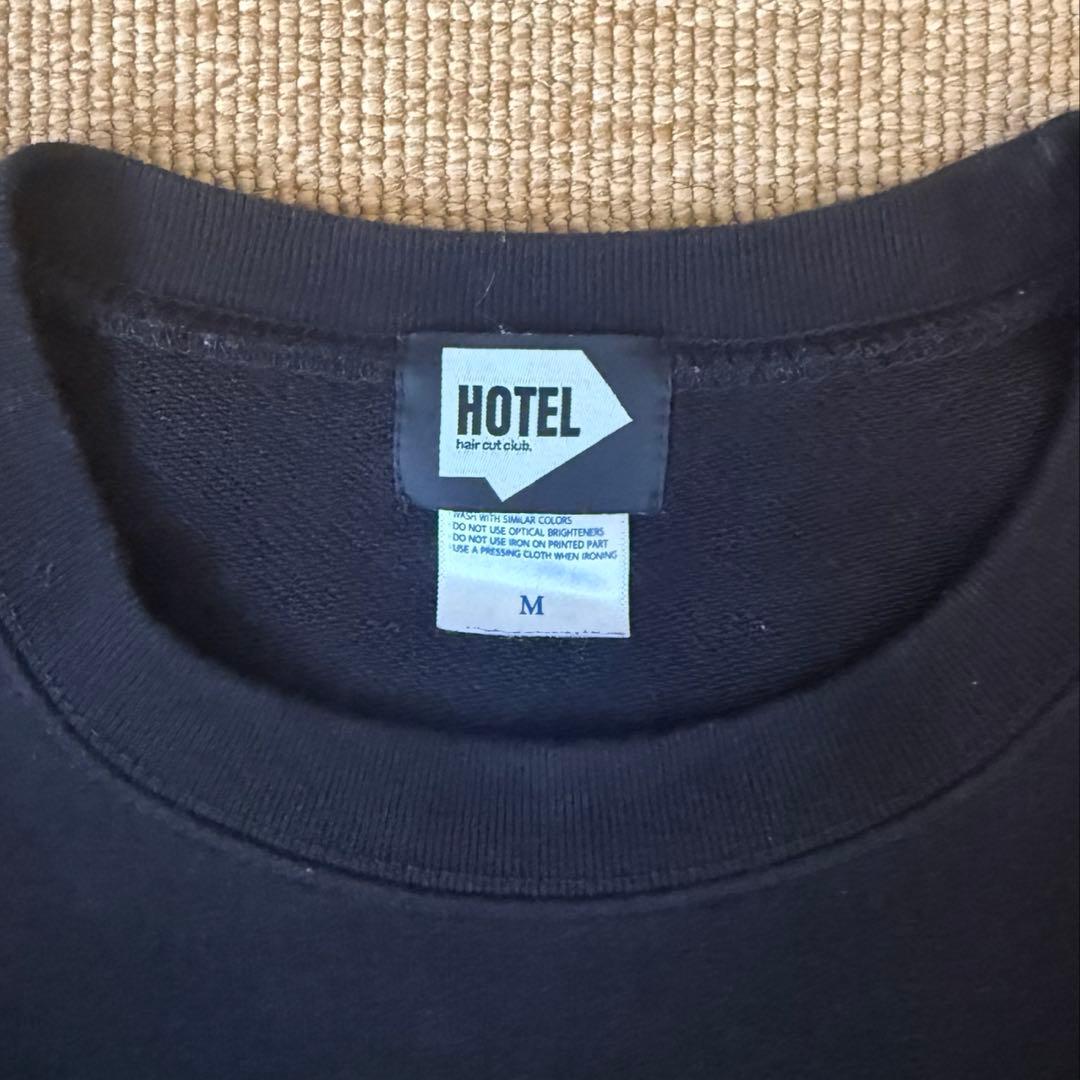 HOTEL
hair cut club.
WASH WITH SIMILAR COLORS
DO NOT USE OPTICAL BRIGHTENERS
DO NOT USE IRON ON PRINTED PART
USE A PRESSING CLOTH WHEN IRONING
M